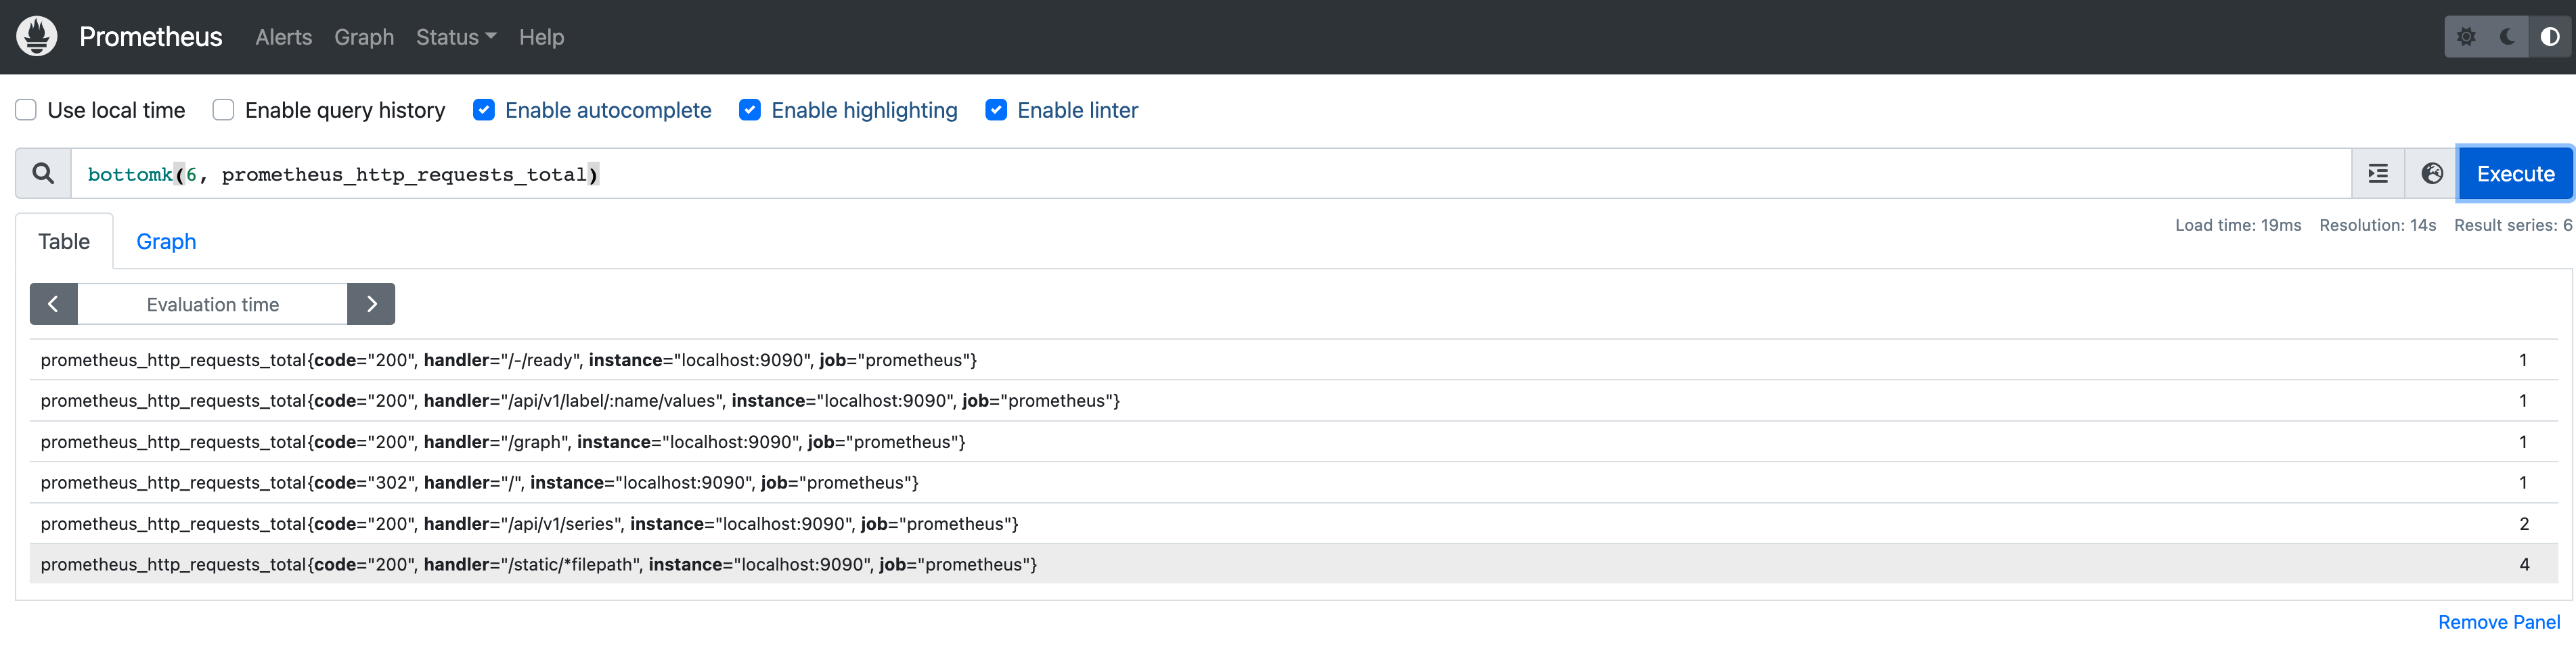 Prometheus Alerts Graph Status Help
Use local time Enable query history Enable autocomplete Enable highlighting Enable linter
bottomk(6, prometheus_http_requests_total) Execute
Table Graph Load time: 19ms Resolution: 14s Result series: 6
Evaluation time
prometheus_http_requests_total{code="200", handler="/-/ready", instance="localhost:9090", job="prometheus"} 1
prometheus_http_requests_total{code="200", handler="/api/v1/label/:name/values", instance="localhost:9090", job="prometheus"} 1
prometheus_http_requests_total{code="200", handler="/graph", instance="localhost:9090", job="prometheus"} 1
prometheus_http_requests_total{code="302", handler="/", instance="localhost:9090", job="prometheus"} 1
prometheus_http_requests_total{code="200", handler="/api/v1/series", instance="localhost:9090", job="prometheus"} 2
prometheus_http_requests_total{code="200", handler="/static/*filepath", instance="localhost:9090", job="prometheus"} 4
Remove Panel